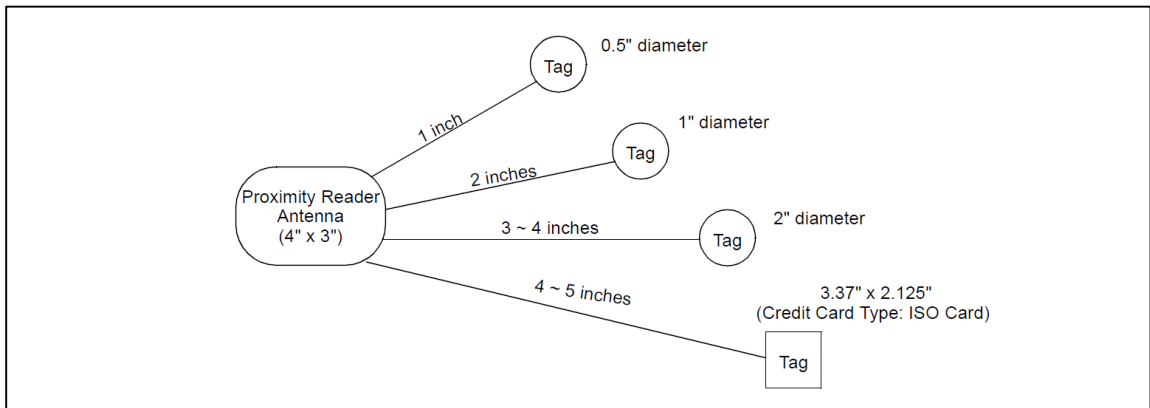 0.5" diameter
Tag
1 inch
1" diameter
Tag
2 inches
Proximity Reader
Antenna
(4" x 3")
2" diameter
Tag
3 ~ 4 inches
4 ~ 5 inches
3.37" x 2.125"
(Credit Card Type: ISO Card)
Tag